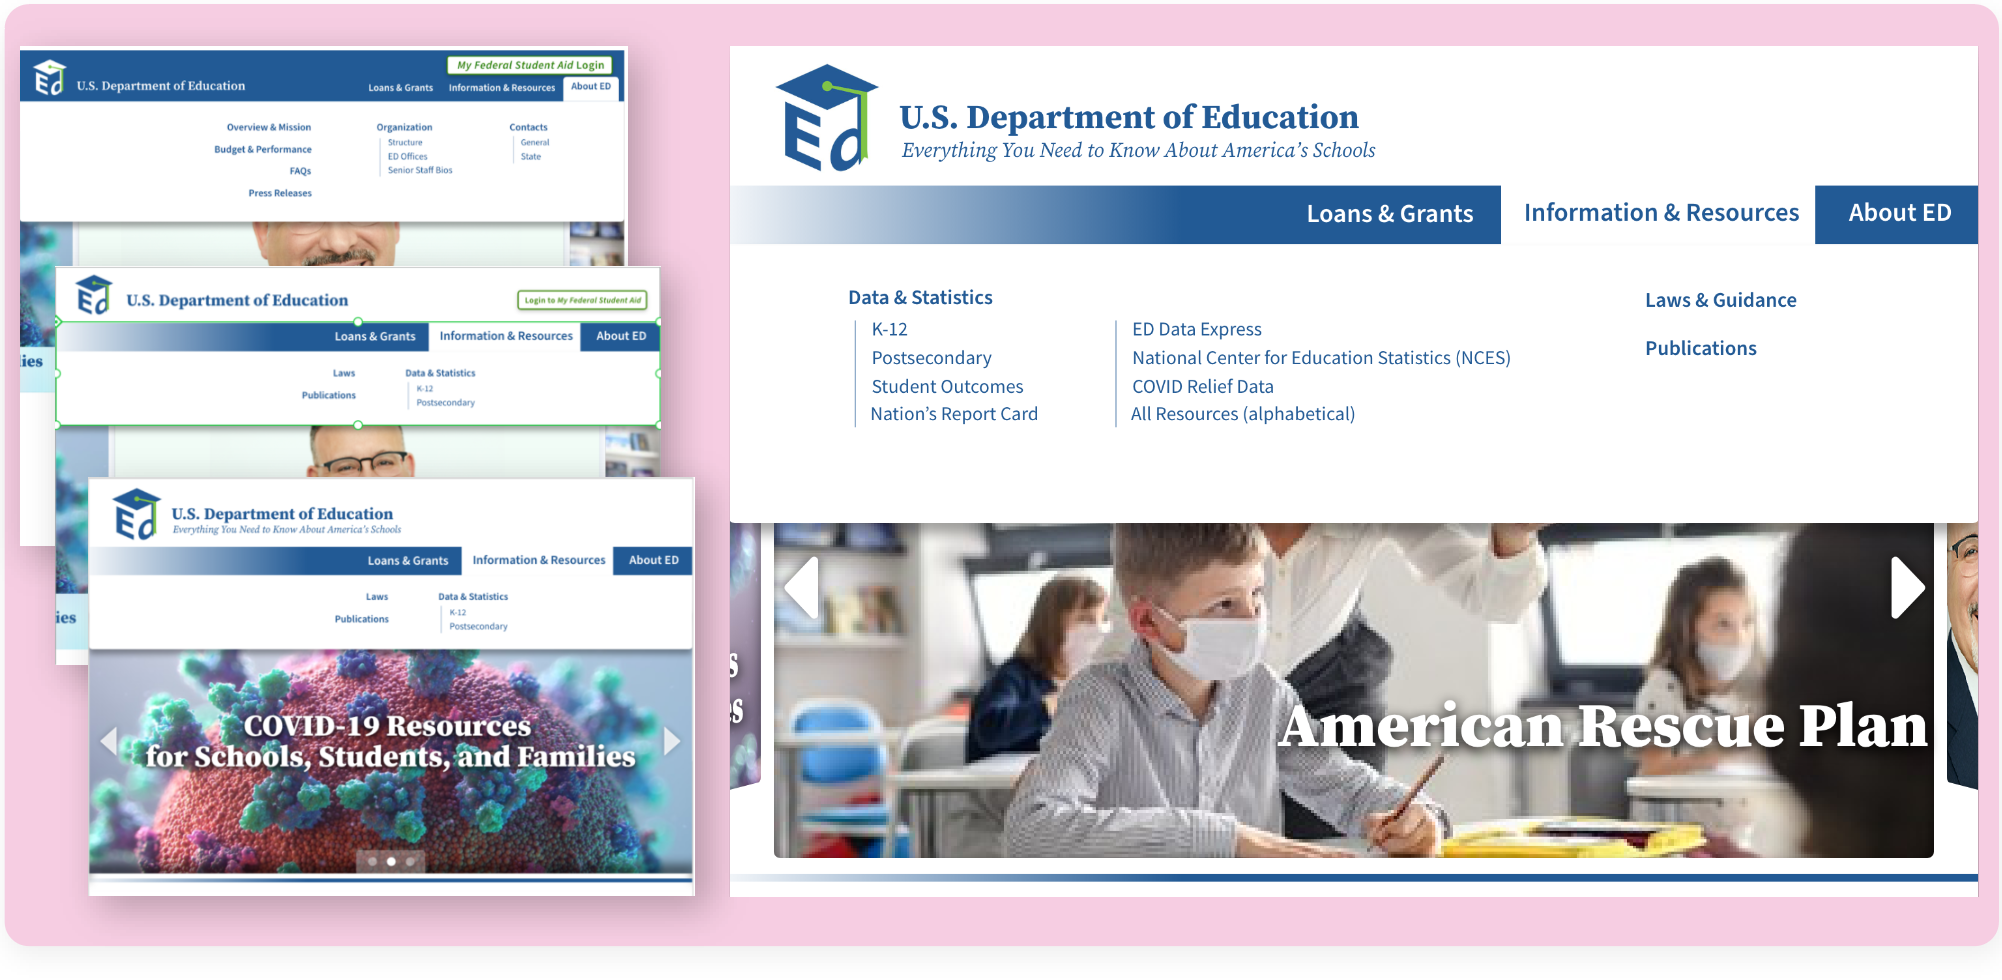 Ed
My Federal Student Aid Login
U.S. Department of Education
Loans & Grants
Information & Resources
About ED
Overview & Mission
Budget & Performance
FAQs
Press Releases
Organization
Structure
ED Offices
Senior Staff Bios
Contacts
General
State
ies
Ed
U.S. Department of Education
Login to My Federal Student Aid
Loans & Grants
Information & Resources
About ED
Laws
Publications
Data & Statistics
K-12
Postsecondary
ies
Ed
U.S. Department of Education
Everything You Need to Know About America's Schools
Loans & Grants
Information & Resources
About ED
Laws
Publications
Data & Statistics
K-12
Postsecondary
COVID-19 Resources
for Schools, Students, and Families
Ed
U.S. Department of Education
Everything You Need to Know About America's Schools
Loans & Grants
Information & Resources
About ED
Data & Statistics
K-12
Postsecondary
Student Outcomes
Nation's Report Card
ED Data Express
National Center for Education Statistics (NCES)
COVID Relief Data
All Resources (alphabetical)
Laws & Guidance
Publications
s
es
American Rescue Plan